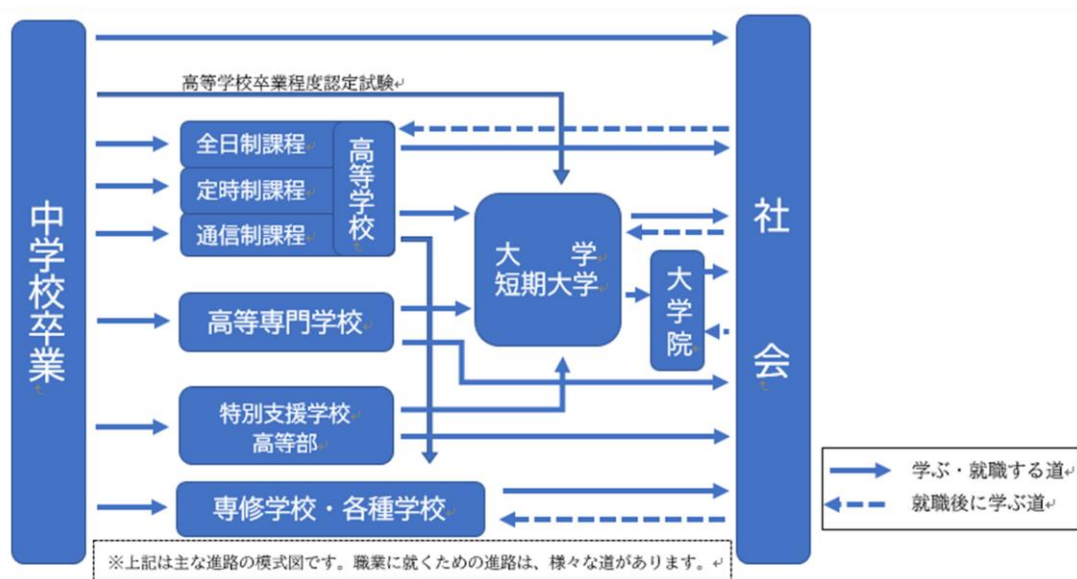 中学校卒業
高等学校卒業程度認定試験
全日制課程
定時制課程
通信制課程
高等学校
高等専門学校
特別支援学校
高等部
専修学校・各種学校
大　学
短期大学
大学院
社会
学ぶ・就職する道
就職後に学ぶ道
※上記は主な進路の模式図です。職業に就くための進路は、様々な道があります。